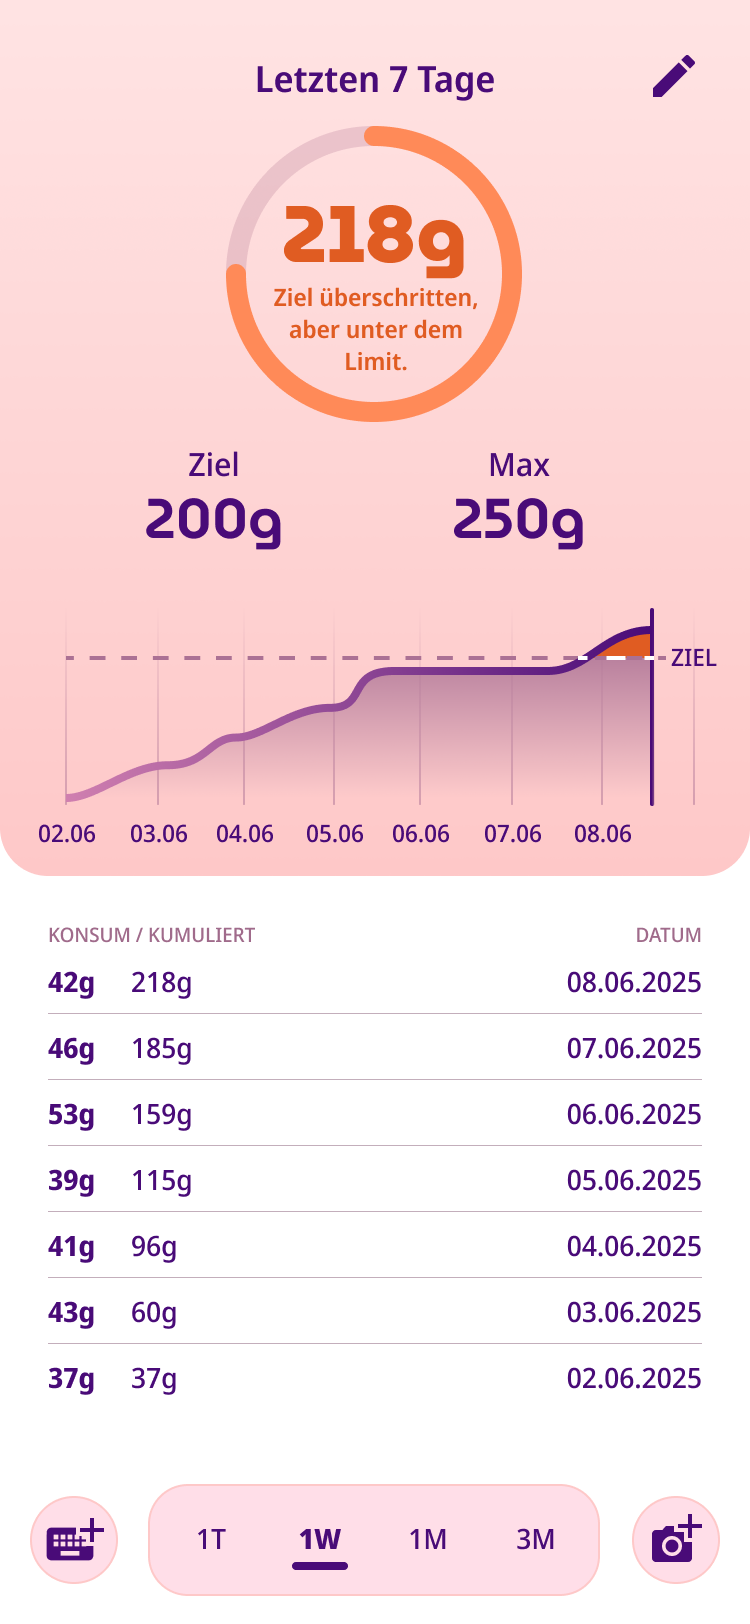 Letzten 7 Tage
218g
Ziel überschritten,
aber unter dem
Limit.
Ziel Max
200g 250g
ZIEL
02.06 03.06 04.06 05.06 06.06 07.06 08.06
KONSUM / KUMULIERT DATUM
42g 218g 08.06.2025
46g 185g 07.06.2025
53g 159g 06.06.2025
39g 115g 05.06.2025
41g 96g 04.06.2025
43g 60g 03.06.2025
37g 37g 02.06.2025
1T 1W 1M 3M